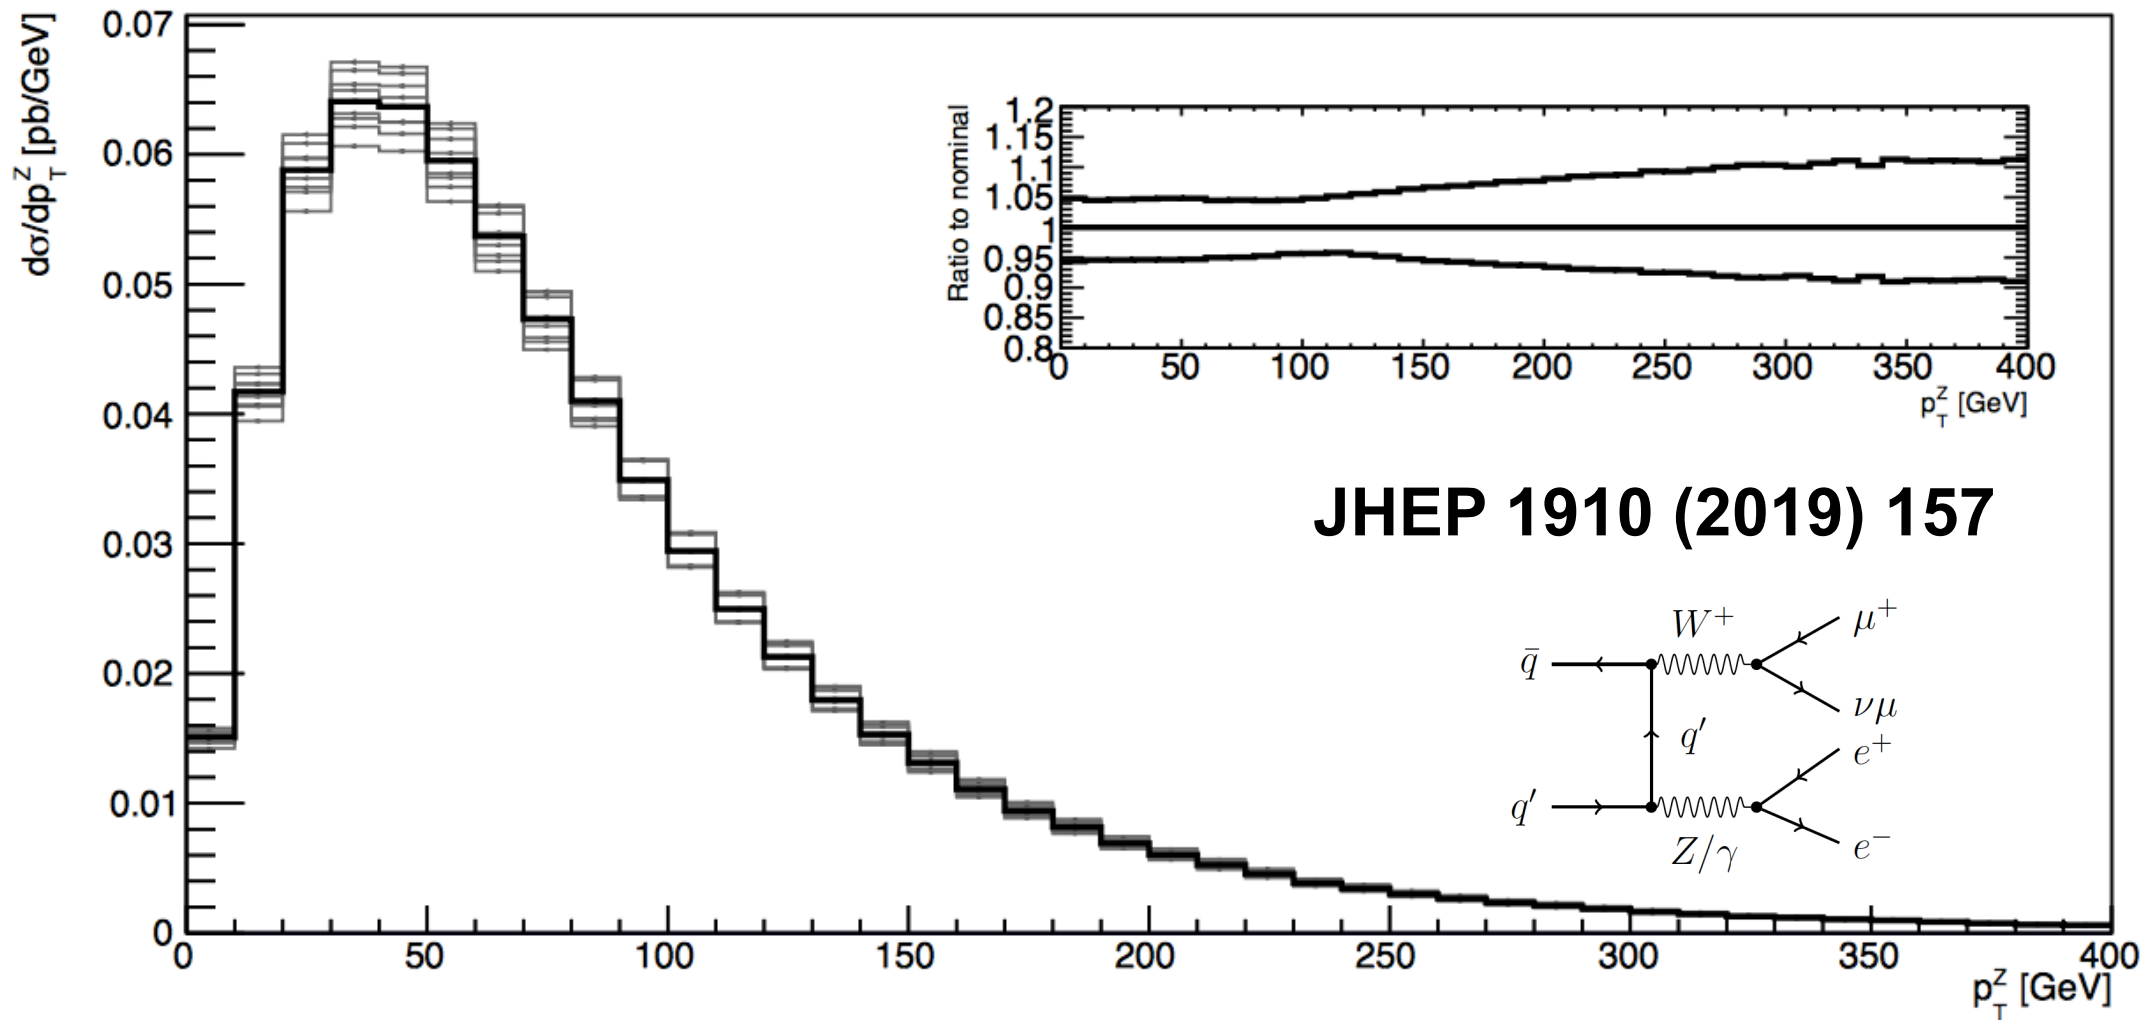 dσ/dp_T^Z [pb/GeV]
0.07
0.06
0.05
0.04
0.03
0.02
0.01
0
0 50 100 150 200 250 300 350 400
p_T^Z [GeV]
Ratio to nominal
1.2
1.15
1.1
1.05
1
0.95
0.9
0.85
0.8
0 50 100 150 200 250 300 350 400
p_T^Z [GeV]
JHEP 1910 (2019) 157
W⁺
μ⁺
q̄
νμ
q′
e⁺
q′
Z/γ
e⁻